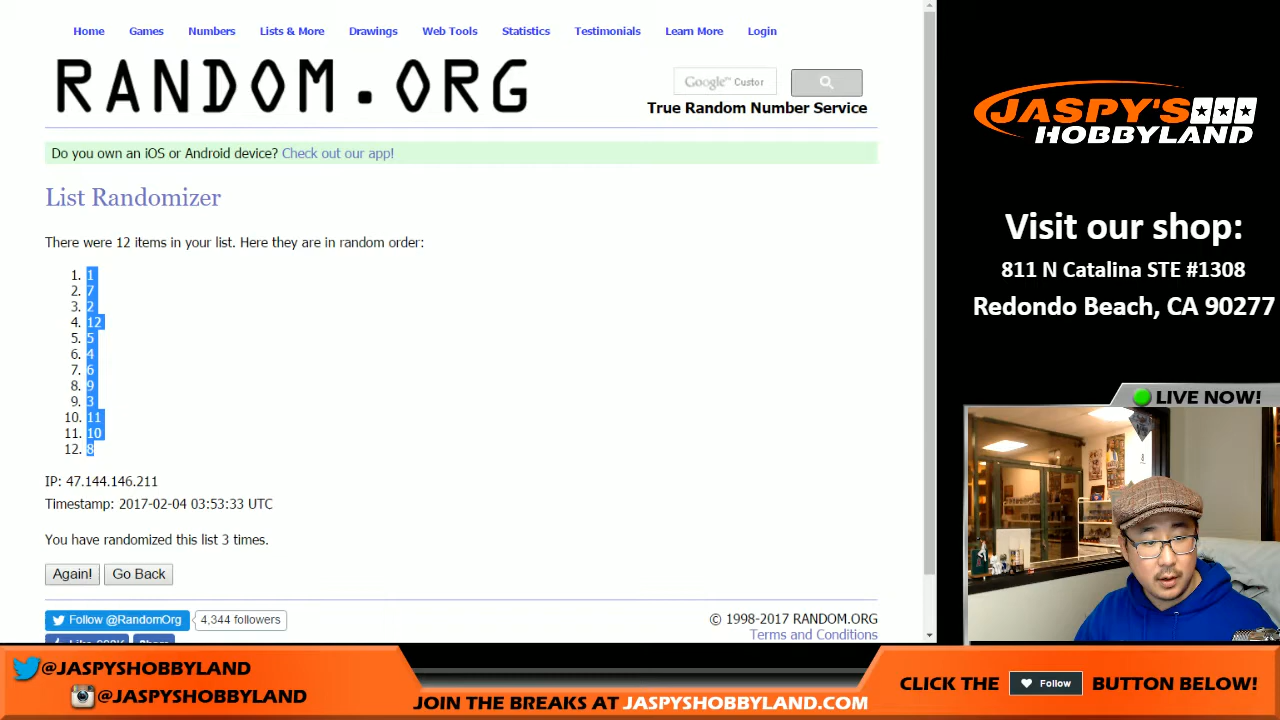 Home Games Numbers Lists & More Drawings Web Tools Statistics Testimonials Learn More Login
RANDOM.ORG
Google™ Custor
True Random Number Service
Do you own an iOS or Android device? Check out our app!
List Randomizer
There were 12 items in your list. Here they are in random order:
1. 1
2. 7
3. 2
4. 12
5. 5
6. 4
7. 6
8. 9
9. 3
10. 11
11. 10
12. 8
IP: 47.144.146.211
Timestamp: 2017-02-04 03:53:33 UTC
You have randomized this list 3 times.
Again! Go Back
Follow @RandomOrg 4,344 followers
© 1998-2017 RANDOM.ORG
Terms and Conditions
JASPY'S
HOBBYLAND
Visit our shop:
811 N Catalina STE #1308
Redondo Beach, CA 90277
LIVE NOW!
@JASPYSHOBBYLAND
@JASPYSHOBBYLAND
JOIN THE BREAKS AT JASPYSHOBBYLAND.COM
CLICK THE Follow BUTTON BELOW!